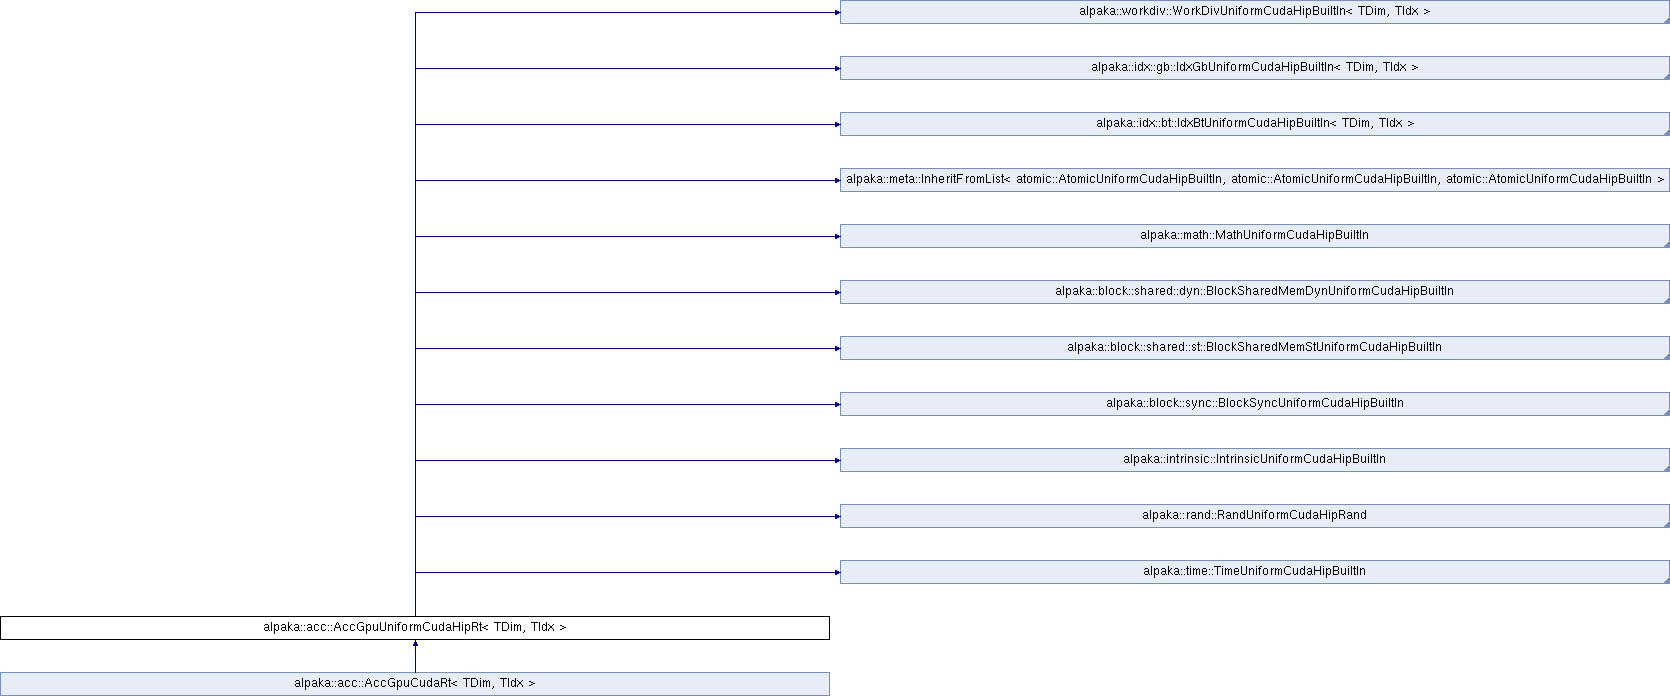 alpaka::workdiv::WorkDivUniformCudaHipBuiltIn< TDim, TIdx >
alpaka::idx::gb::IdxGbUniformCudaHipBuiltIn< TDim, TIdx >
alpaka::idx::bt::IdxBtUniformCudaHipBuiltIn< TDim, TIdx >
alpaka::meta::InheritFromList< atomic::AtomicUniformCudaHipBuiltIn, atomic::AtomicUniformCudaHipBuiltIn, atomic::AtomicUniformCudaHipBuiltIn >
alpaka::math::MathUniformCudaHipBuiltIn
alpaka::block::shared::dyn::BlockSharedMemDynUniformCudaHipBuiltIn
alpaka::block::shared::st::BlockSharedMemStUniformCudaHipBuiltIn
alpaka::block::sync::BlockSyncUniformCudaHipBuiltIn
alpaka::intrinsic::IntrinsicUniformCudaHipBuiltIn
alpaka::rand::RandUniformCudaHipRand
alpaka::time::TimeUniformCudaHipBuiltIn
alpaka::acc::AccGpuUniformCudaHipRt< TDim, TIdx >
alpaka::acc::AccGpuCudaRt< TDim, TIdx >